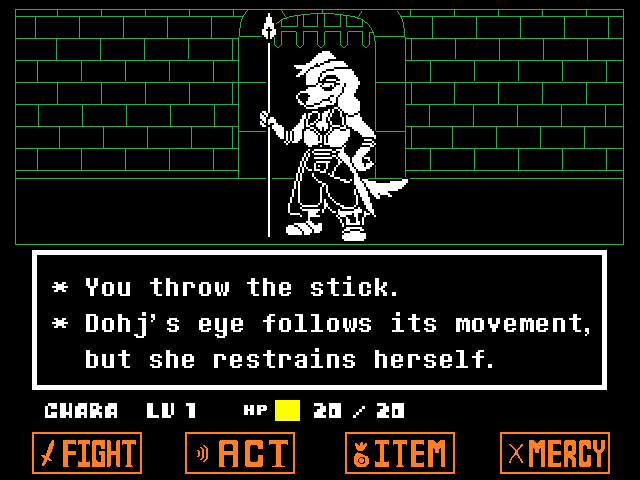 * You throw the stick.
* Dohj's eye follows its movement,
but she restrains herself.
CHARA LV 1 HP 20 / 20
FIGHT ACT ITEM MERCY